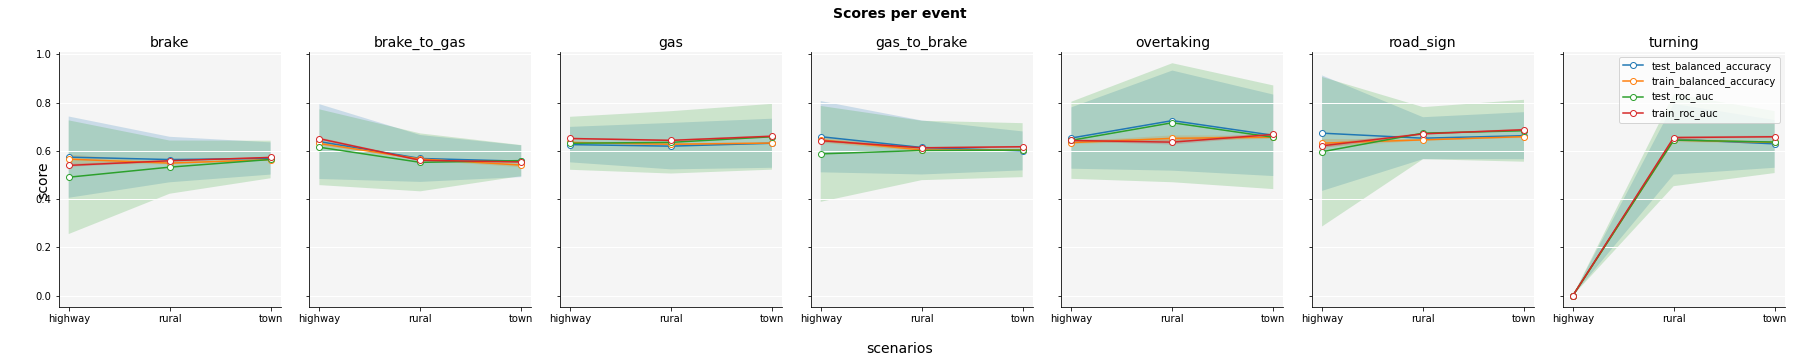 Scores per event
brake
brake_to_gas
gas
gas_to_brake
overtaking
road_sign
turning
score
1.0
0.8
0.6
0.4
0.2
0.0
test_balanced_accuracy
train_balanced_accuracy
test_roc_auc
train_roc_auc
highway rural town
highway rural town
highway rural town
highway rural town
highway rural town
highway rural town
highway rural town
scenarios